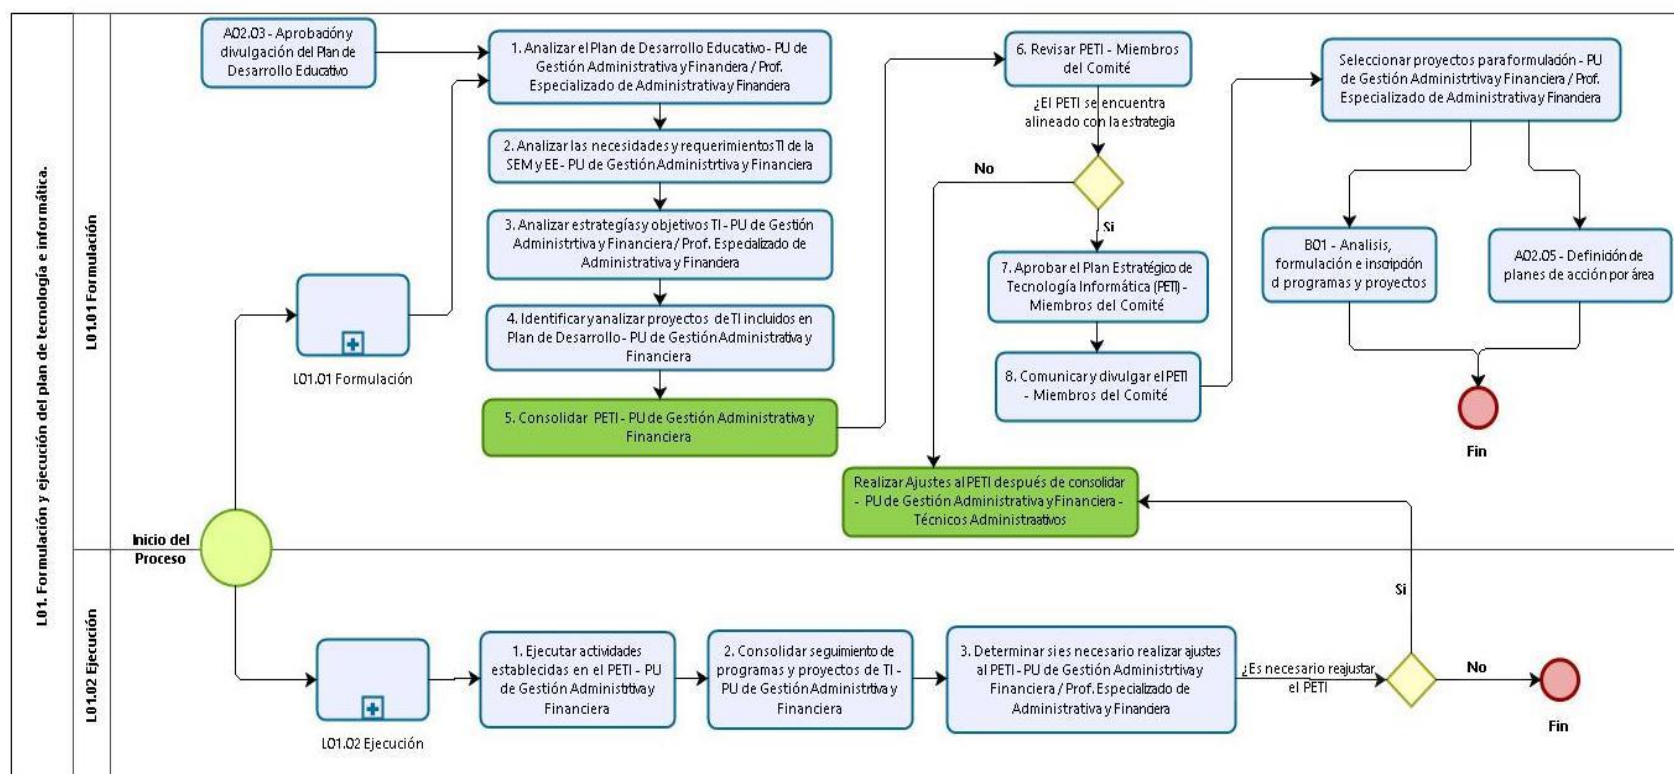 L01. Formulación y ejecución del plan de tecnología e informática.
L01.01 Formulación
A02.03 - Aprobación y
divulgación del Plan de
Desarrollo Educativo
L01.01 Formulación
1. Analizar el Plan de Desarrollo Educativo - PU de
Gestión Administrativa y Financiera / Prof.
Especializado de Administrativa y Financiera
2. Analizar las necesidades y requerimientos TI de la
SEM y EE - PU de Gestión Administrtiva y Financiera
3. Analizar estrategías y objetivos TI - PU de Gestión
Administrtiva y Financiera / Prof. Especializado de
Administrativa y Financiera
4. Identificar y analizar proyectos de TI incluidos en
Plan de Desarrollo - PU de Gestión Administrativa y
Financiera
5. Consolidar PETI - PU de Gestión Administrativa y
Financiera
6. Revisar PETI - Miembros
del Comité
¿El PETI se encuentra
alineado con la estrategia
No
Si
7. Aprobar el Plan Estratégico de
Tecnología Informática (PETI) -
Miembros del Comité
8. Comunicar y divulgar el PETI
- Miembros del Comité
Realizar Ajustes al PETI después de consolidar
- PU de Gestión Administrativa y Financiera -
Técnicos Administraativos
Seleccionar proyectos para formulación - PU
de Gestión Administrtiva y Financiera / Prof.
Especializado de Administrativa y Financiera
B01 - Analisis,
formulación e inscripción
d programas y proyectos
A02.05 - Definición de
planes de acción por área
Fin
Inicio del
Proceso
L01.02 Ejecución
L01.02 Ejecución
1. Ejecutar actividades
establecidas en el PETI - PU
de Gestión Administrtiva y
Financiera
2. Consolidar seguimiento de
programas y proyectos de TI -
PU de Gestión Administrtiva y
Financiera
3. Determinar si es necesario realizar ajustes
al PETI - PU de Gestión Administrtiva y
Financiera / Prof. Especializado de
Administrativa y Financiera
¿Es necesario reajustar
el PETI
Si
No
Fin